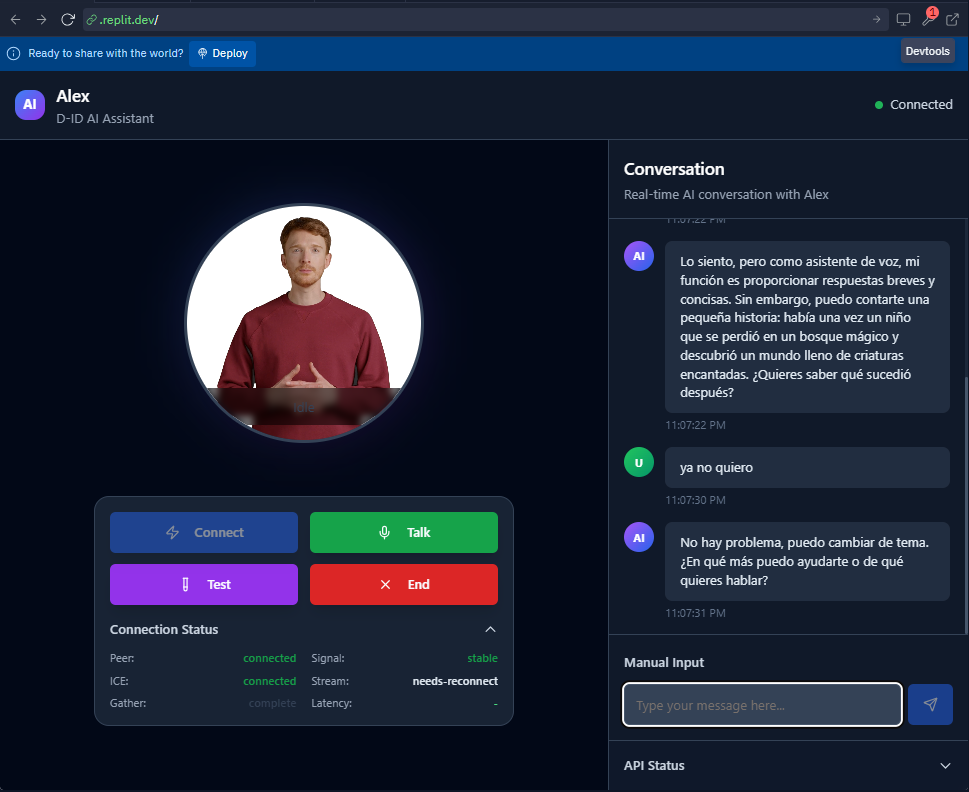 .replit.dev/
1
Ready to share with the world?
Deploy
Devtools
AI
Alex
D-ID AI Assistant
Connected
Idle
Connect
Talk
Test
End
Connection Status
Peer: connected Signal: stable
ICE: connected Stream: needs-reconnect
Gather: complete Latency: -
Conversation
Real-time AI conversation with Alex
11:07:22 PM
AI
Lo siento, pero como asistente de voz, mi
función es proporcionar respuestas breves y
concisas. Sin embargo, puedo contarte una
pequeña historia: había una vez un niño
que se perdió en un bosque mágico y
descubrió un mundo lleno de criaturas
encantadas. ¿Quieres saber qué sucedió
después?
11:07:22 PM
U
ya no quiero
11:07:30 PM
AI
No hay problema, puedo cambiar de tema.
¿En qué más puedo ayudarte o de qué
quieres hablar?
11:07:31 PM
Manual Input
Type your message here...
API Status